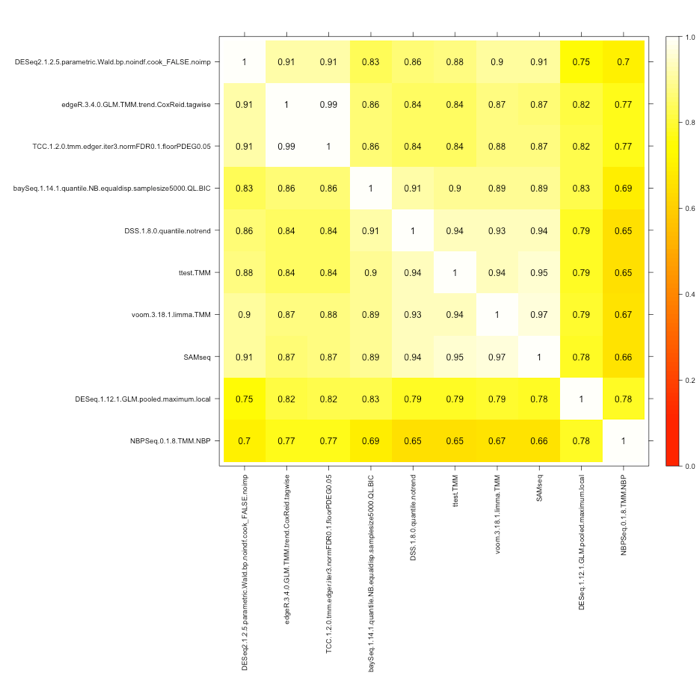 1.0
DESeq2.1.2.5.parametric.Wald.bp.noindf.cook_FALSE.noimp 1 0.91 0.91 0.83 0.86 0.88 0.9 0.91 0.75 0.7
edgeR.3.4.0.GLM.TMM.trend.CoxReid.tagwise 0.91 1 0.99 0.86 0.84 0.84 0.87 0.87 0.82 0.77
0.8
TCC.1.2.0.tmm.edger.iter3.normFDR0.1.floorPDEG0.05 0.91 0.99 1 0.86 0.84 0.84 0.88 0.87 0.82 0.77
baySeq.1.14.1.quantile.NB.equaldisp.samplesize5000.QL.BIC 0.83 0.86 0.86 1 0.91 0.9 0.89 0.89 0.83 0.69
0.6
DSS.1.8.0.quantile.notrend 0.86 0.84 0.84 0.91 1 0.94 0.93 0.94 0.79 0.65
ttest.TMM 0.88 0.84 0.84 0.9 0.94 1 0.94 0.95 0.79 0.65
0.4
voom.3.18.1.limma.TMM 0.9 0.87 0.88 0.89 0.93 0.94 1 0.97 0.79 0.67
SAMseq 0.91 0.87 0.87 0.89 0.94 0.95 0.97 1 0.78 0.66
0.2
DESeq.1.12.1.GLM.pooled.maximum.local 0.75 0.82 0.82 0.83 0.79 0.79 0.79 0.78 1 0.78
NBPSeq.0.1.8.TMM.NBP 0.7 0.77 0.77 0.69 0.65 0.65 0.67 0.66 0.78 1
0.0
DESeq2.1.2.5.parametric.Wald.bp.noindf.cook_FALSE.noimp
edgeR.3.4.0.GLM.TMM.trend.CoxReid.tagwise
TCC.1.2.0.tmm.edger.iter3.normFDR0.1.floorPDEG0.05
baySeq.1.14.1.quantile.NB.equaldisp.samplesize5000.QL.BIC
DSS.1.8.0.quantile.notrend
ttest.TMM
voom.3.18.1.limma.TMM
SAMseq
DESeq.1.12.1.GLM.pooled.maximum.local
NBPSeq.0.1.8.TMM.NBP